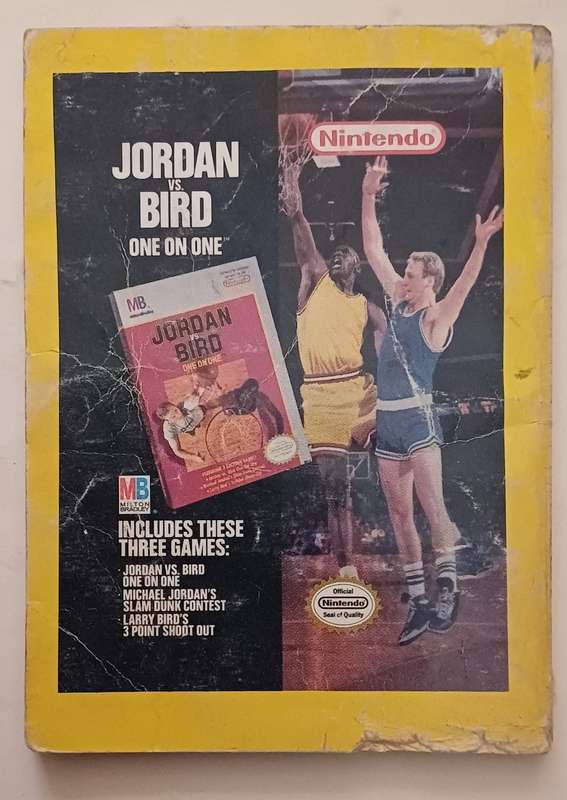 Nintendo
JORDAN
VS.
BIRD
ONE ON ONE™
MB
JORDAN
VS.
BIRD
ONE ON ONE
MB
MILTON
BRADLEY
INCLUDES THESE
THREE GAMES:
· JORDAN VS. BIRD
ONE ON ONE
· MICHAEL JORDAN'S
SLAM DUNK CONTEST
· LARRY BIRD'S
3 POINT SHOOT OUT
Official
Nintendo
Seal of Quality